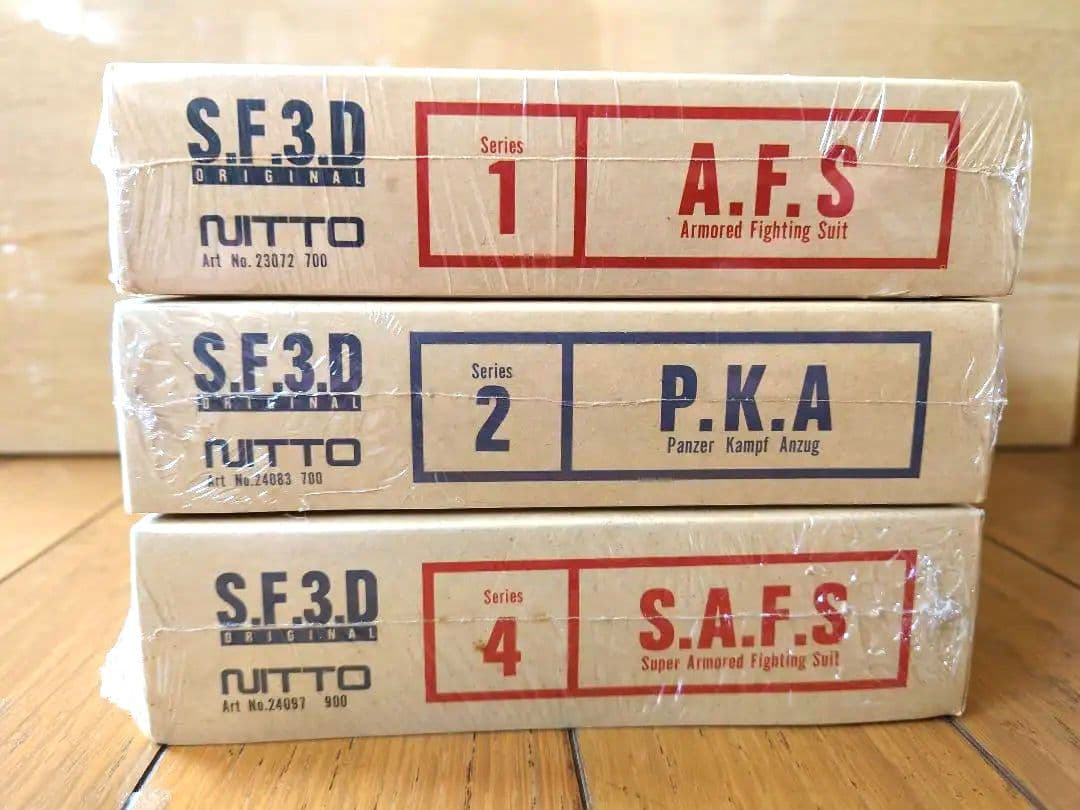 S.F.3.D
ORIGINAL
NITTO
Art No.23072 700
Series
1
A.F.S
Armored Fighting Suit
S.F.3.D
ORIGINAL
NITTO
Art No.24083 700
Series
2
P.K.A
Panzer Kampf Anzug
S.F.3.D
ORIGINAL
NITTO
Art No.24097 900
Series
4
S.A.F.S
Super Armored Fighting Suit